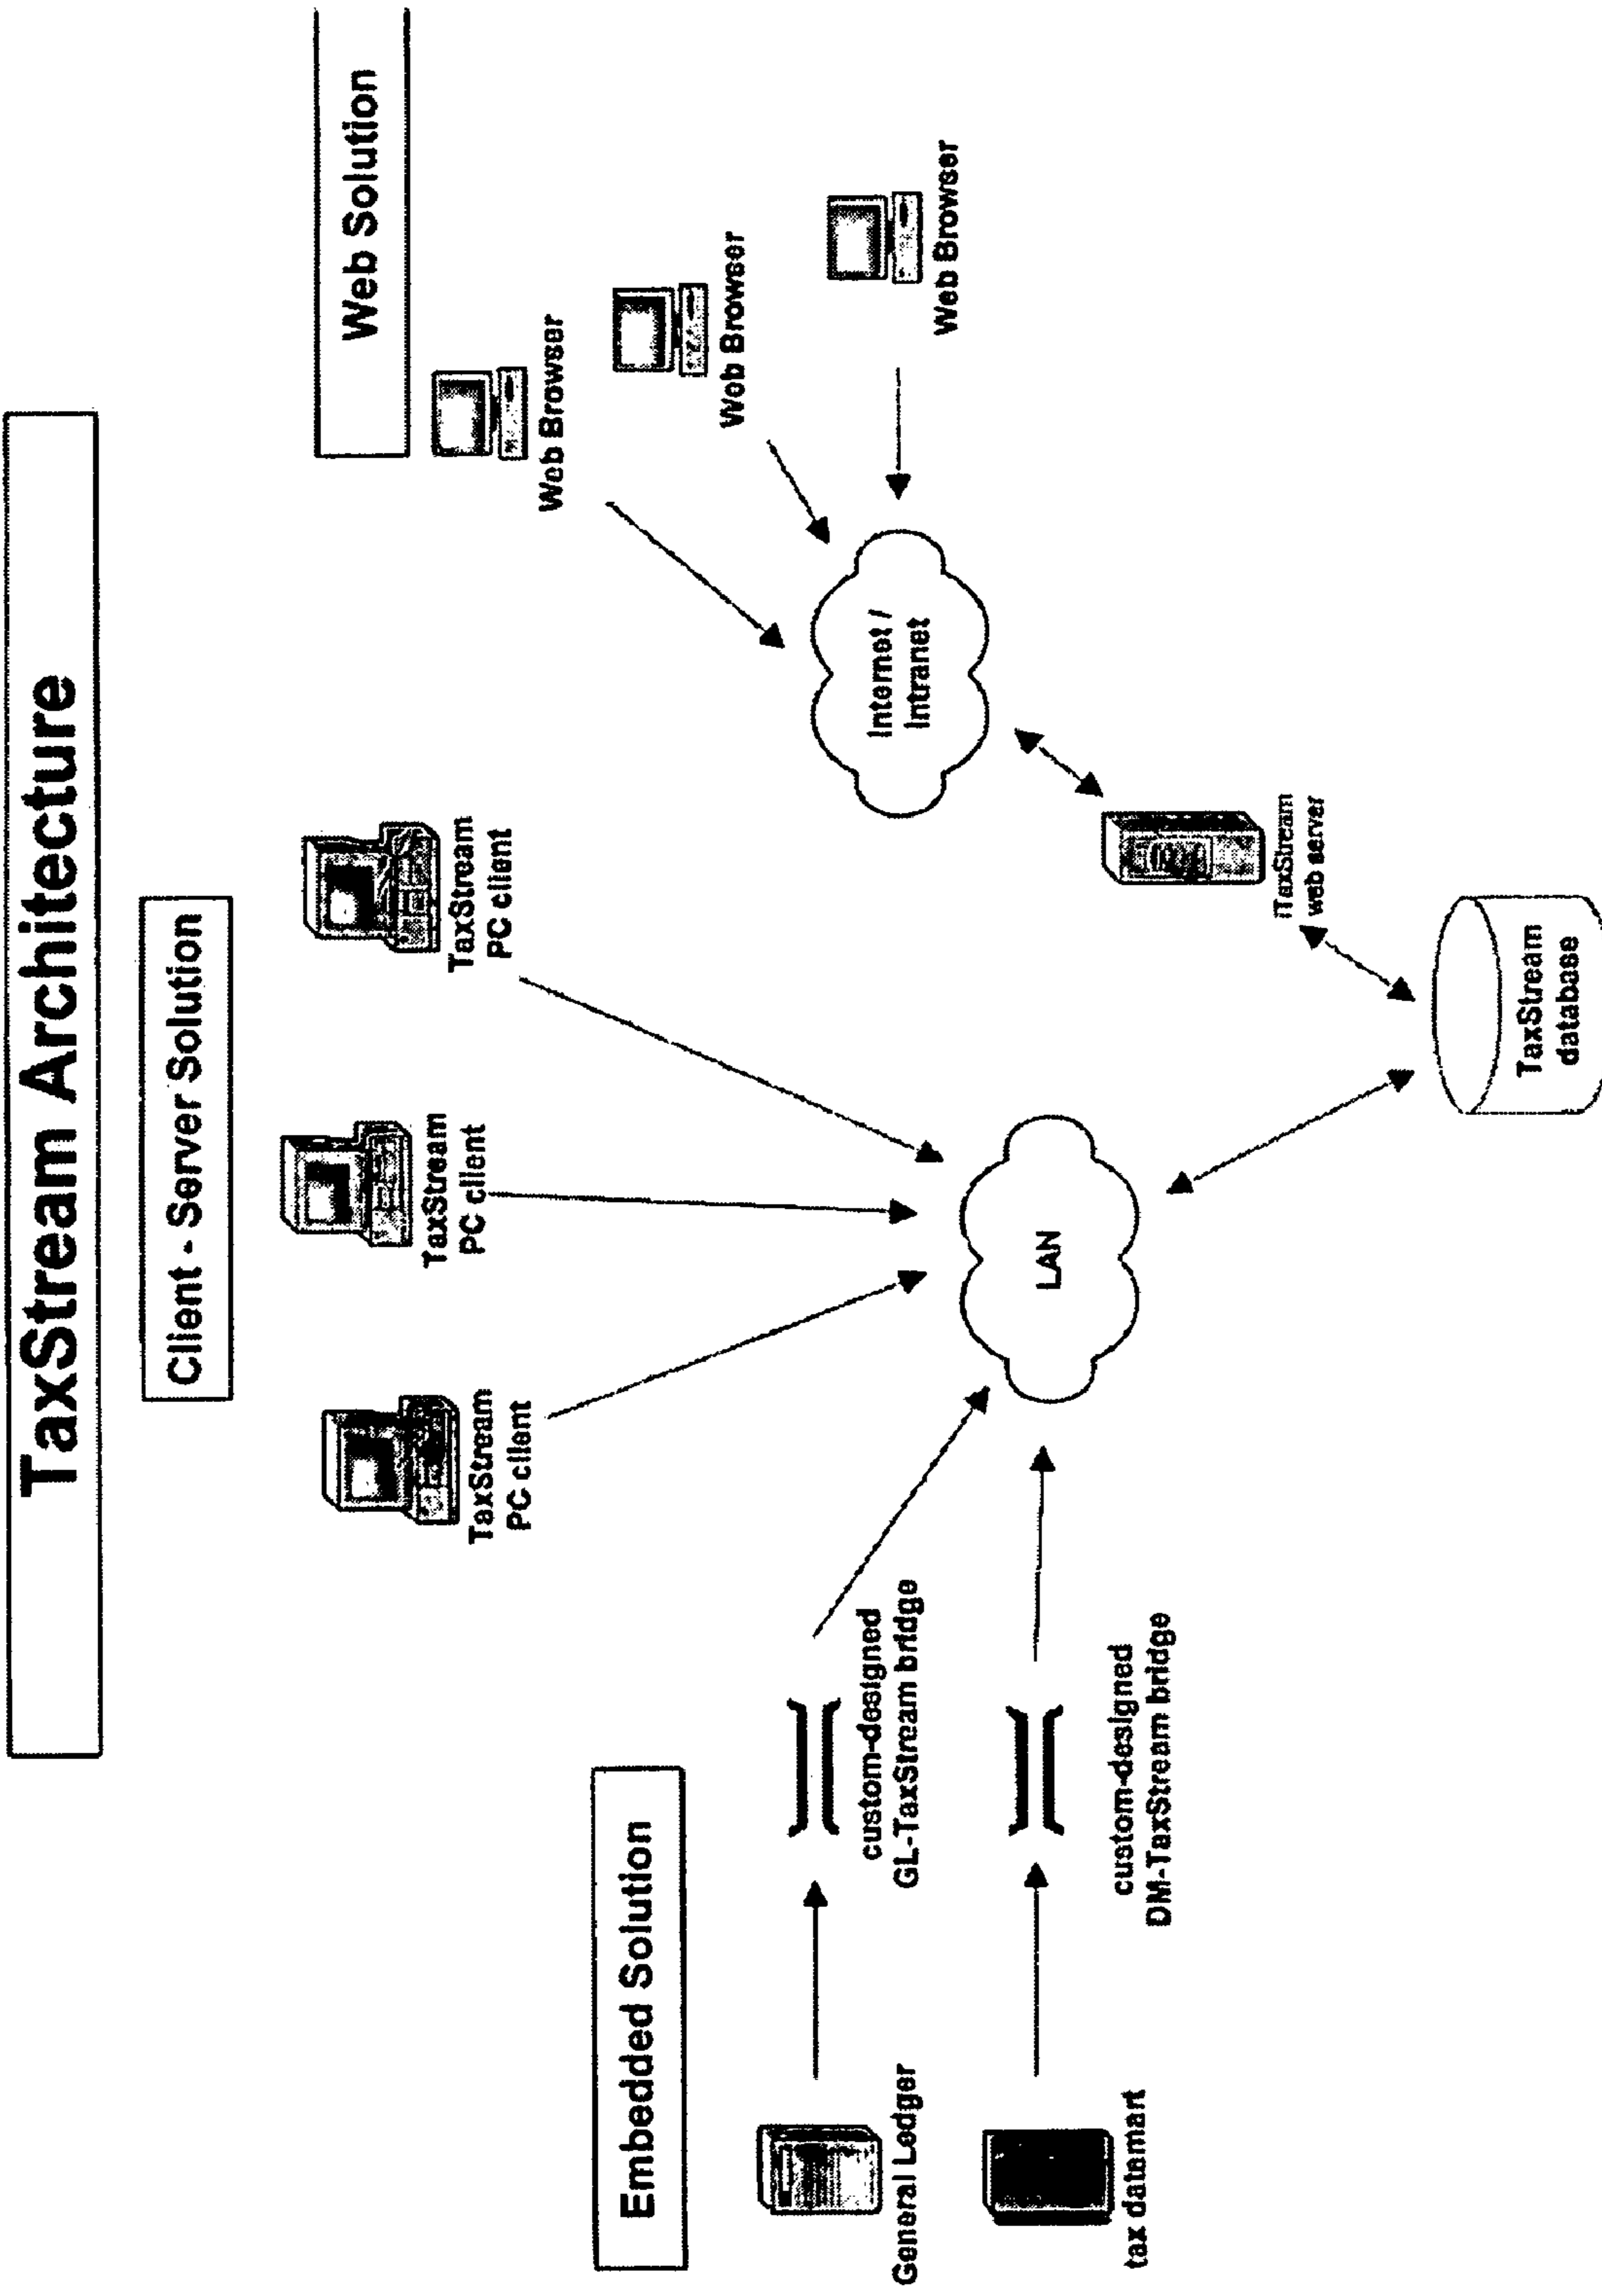 TaxStream Architecture
Client - Server Solution
Web Solution
Embedded Solution
TaxStream
PC client
TaxStream
PC client
TaxStream
PC client
Web Browser
Web Browser
Web Browser
General Ledger
custom-designed
GL-TaxStream bridge
tax datamart
custom-designed
DM-TaxStream bridge
LAN
Internet /
Intranet
iTaxStream
web server
TaxStream
database